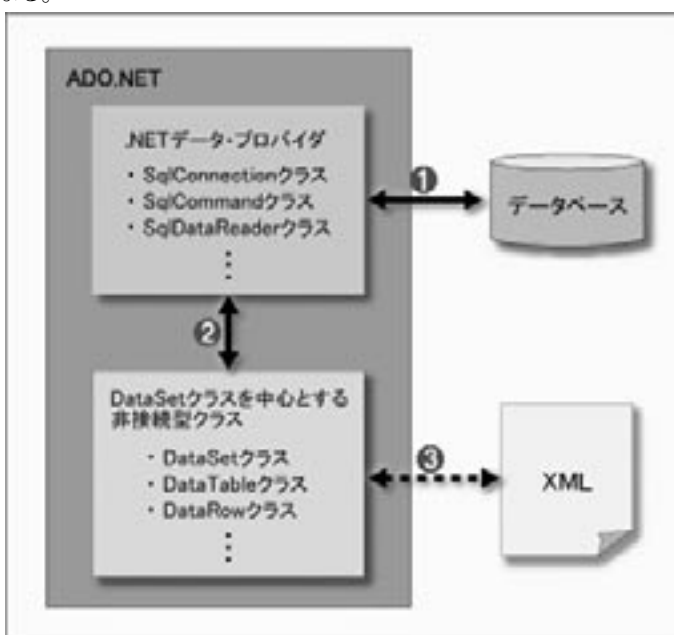 ADO.NET
.NETデータ・プロバイダ
・SqlConnectionクラス
・SqlCommandクラス
・SqlDataReaderクラス
❶
データベース
❷
DataSetクラスを中心とする
非接続型クラス
・DataSetクラス
・DataTableクラス
・DataRowクラス
❸
XML